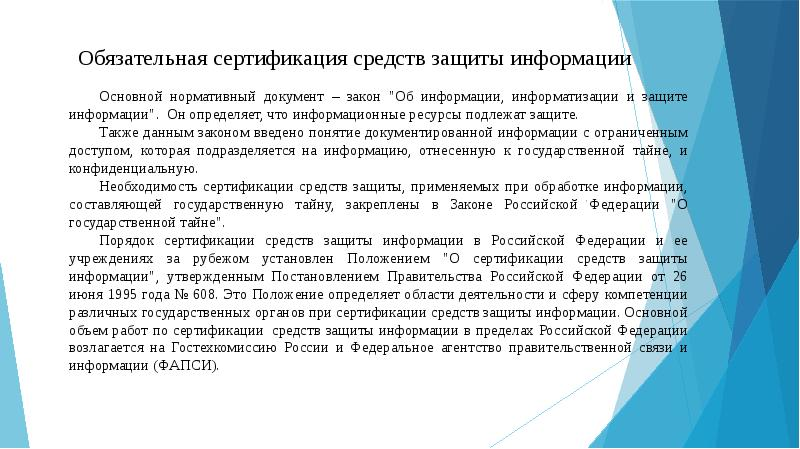 Обязательная сертификация средств защиты информации
Основной нормативный документ – закон "Об информации, информатизации и защите
информации". Он определяет, что информационные ресурсы подлежат защите.
Также данным законом введено понятие документированной информации с ограниченным
доступом, которая подразделяется на информацию, отнесенную к государственной тайне, и
конфиденциальную.
Необходимость сертификации средств защиты, применяемых при обработке информации,
составляющей государственную тайну, закреплены в Законе Российской Федерации "О
государственной тайне".
Порядок сертификации средств защиты информации в Российской Федерации и ее
учреждениях за рубежом установлен Положением "О сертификации средств защиты
информации", утвержденным Постановлением Правительства Российской Федерации от 26
июня 1995 года № 608. Это Положение определяет области деятельности и сферу компетенции
различных государственных органов при сертификации средств защиты информации. Основной
объем работ по сертификации средств защиты информации в пределах Российской Федерации
возлагается на Гостехкомиссию России и Федеральное агентство правительственной связи и
информации (ФАПСИ).